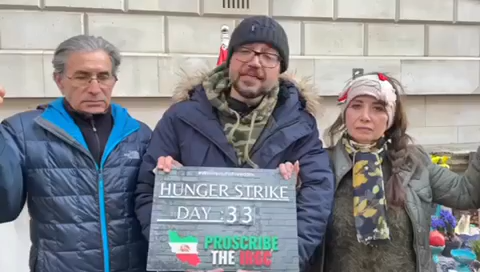 HUNGER STRIKE
DAY : 33
PROSCRIBE
THE IRGC